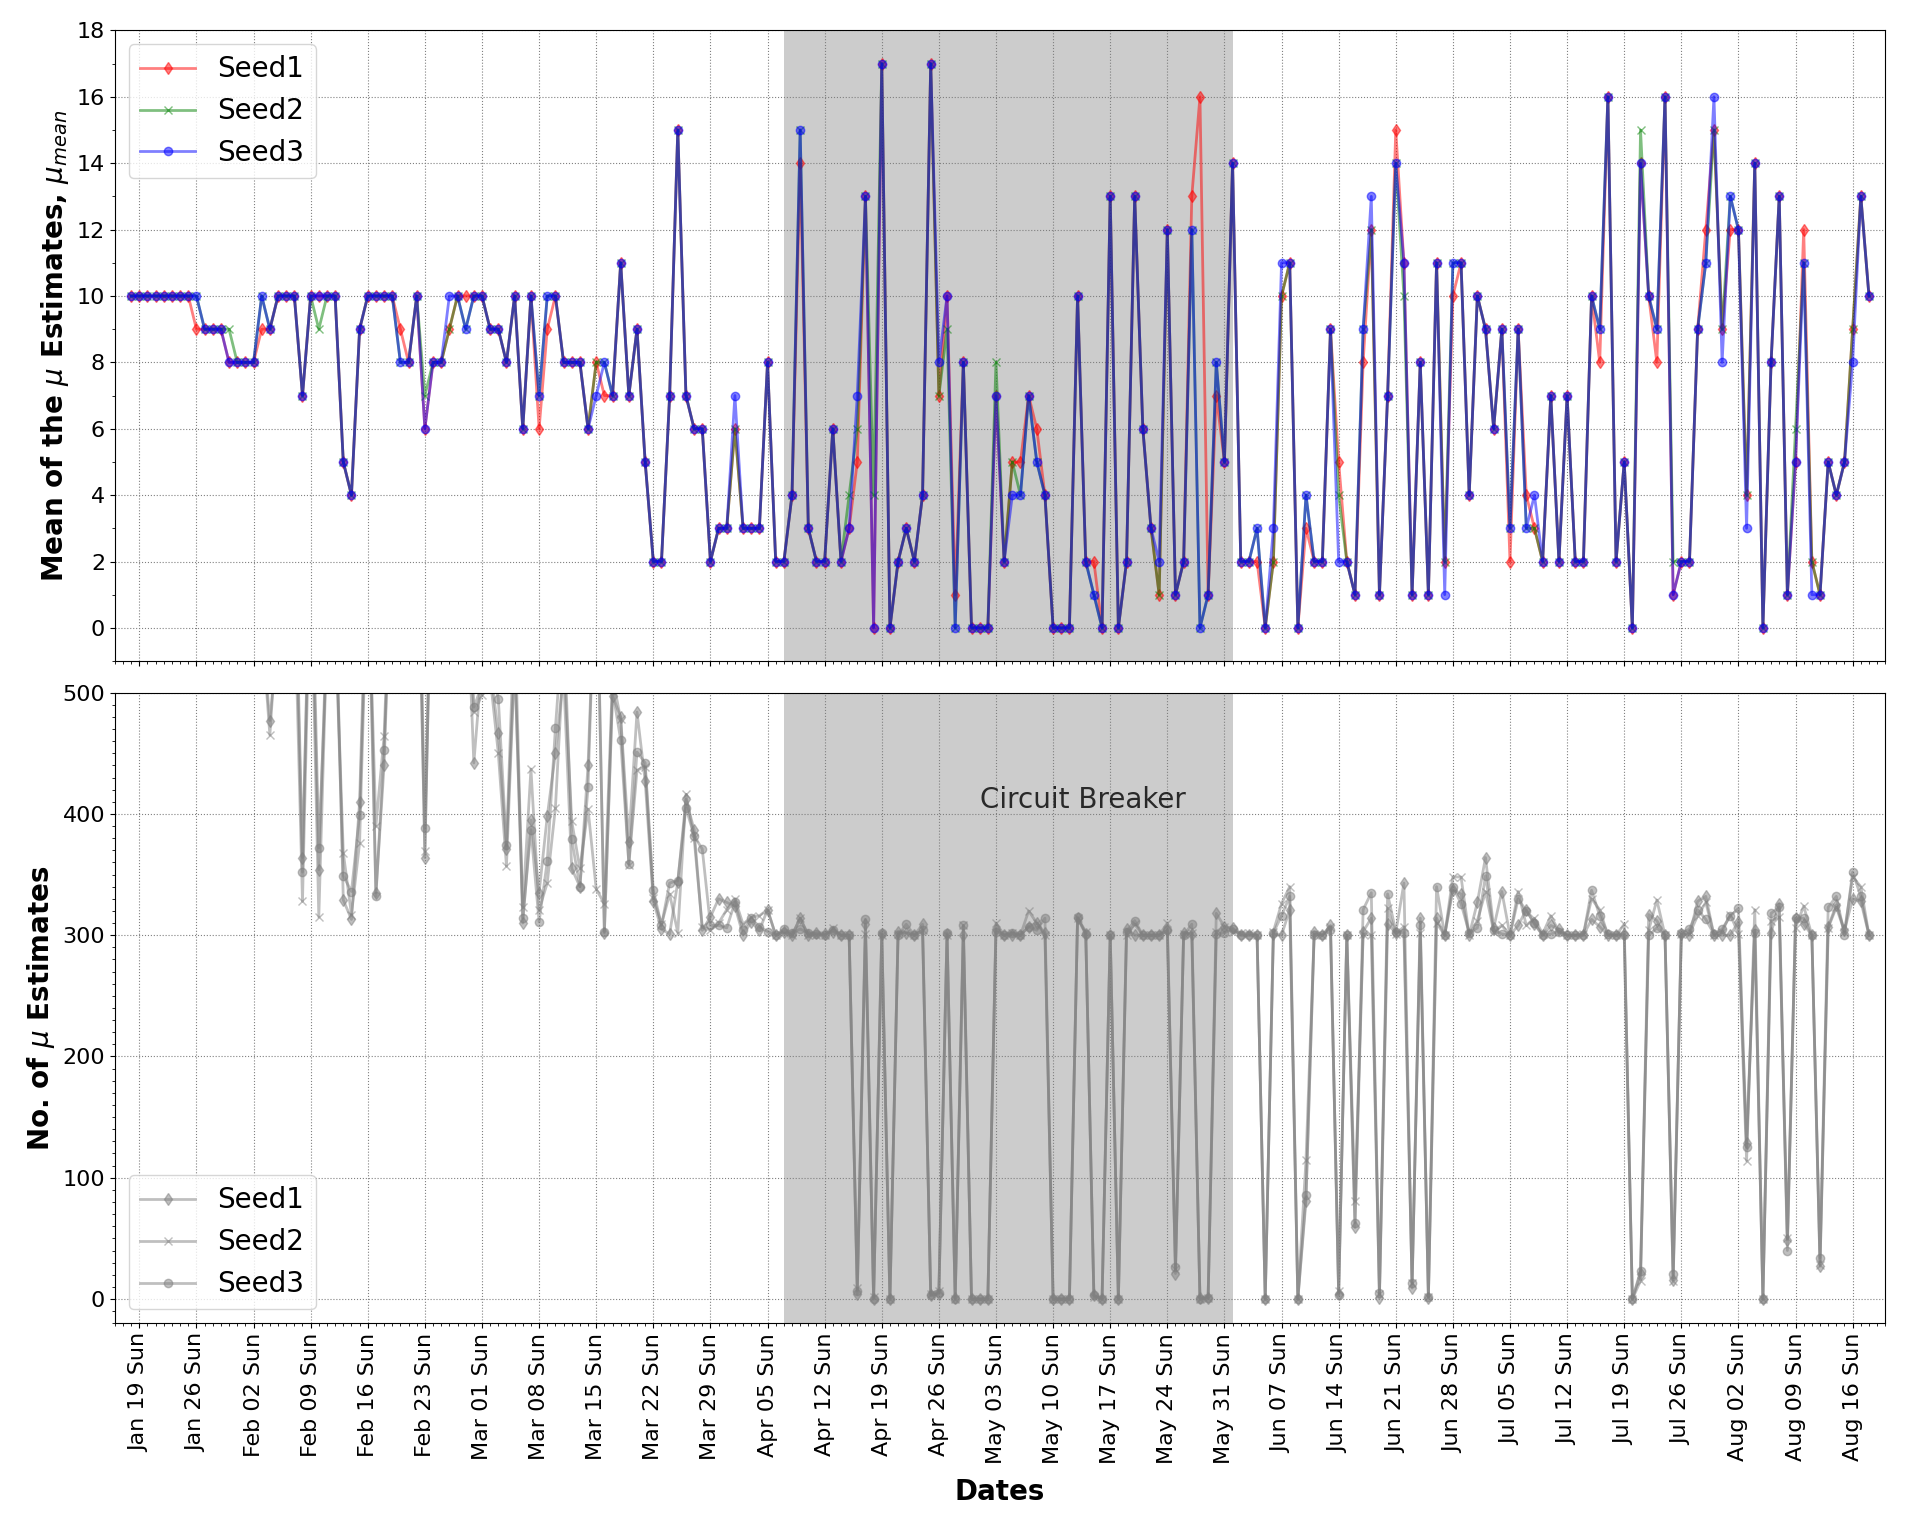 18
16
14
12
10
8
6
4
2
0
Mean of the μ Estimates, μmean
Seed1
Seed2
Seed3
500
400
300
200
100
0
No. of μ Estimates
Circuit Breaker
Seed1
Seed2
Seed3
Jan 19 Sun
Jan 26 Sun
Feb 02 Sun
Feb 09 Sun
Feb 16 Sun
Feb 23 Sun
Mar 01 Sun
Mar 08 Sun
Mar 15 Sun
Mar 22 Sun
Mar 29 Sun
Apr 05 Sun
Apr 12 Sun
Apr 19 Sun
Apr 26 Sun
May 03 Sun
May 10 Sun
May 17 Sun
May 24 Sun
May 31 Sun
Jun 07 Sun
Jun 14 Sun
Jun 21 Sun
Jun 28 Sun
Jul 05 Sun
Jul 12 Sun
Jul 19 Sun
Jul 26 Sun
Aug 02 Sun
Aug 09 Sun
Aug 16 Sun
Dates